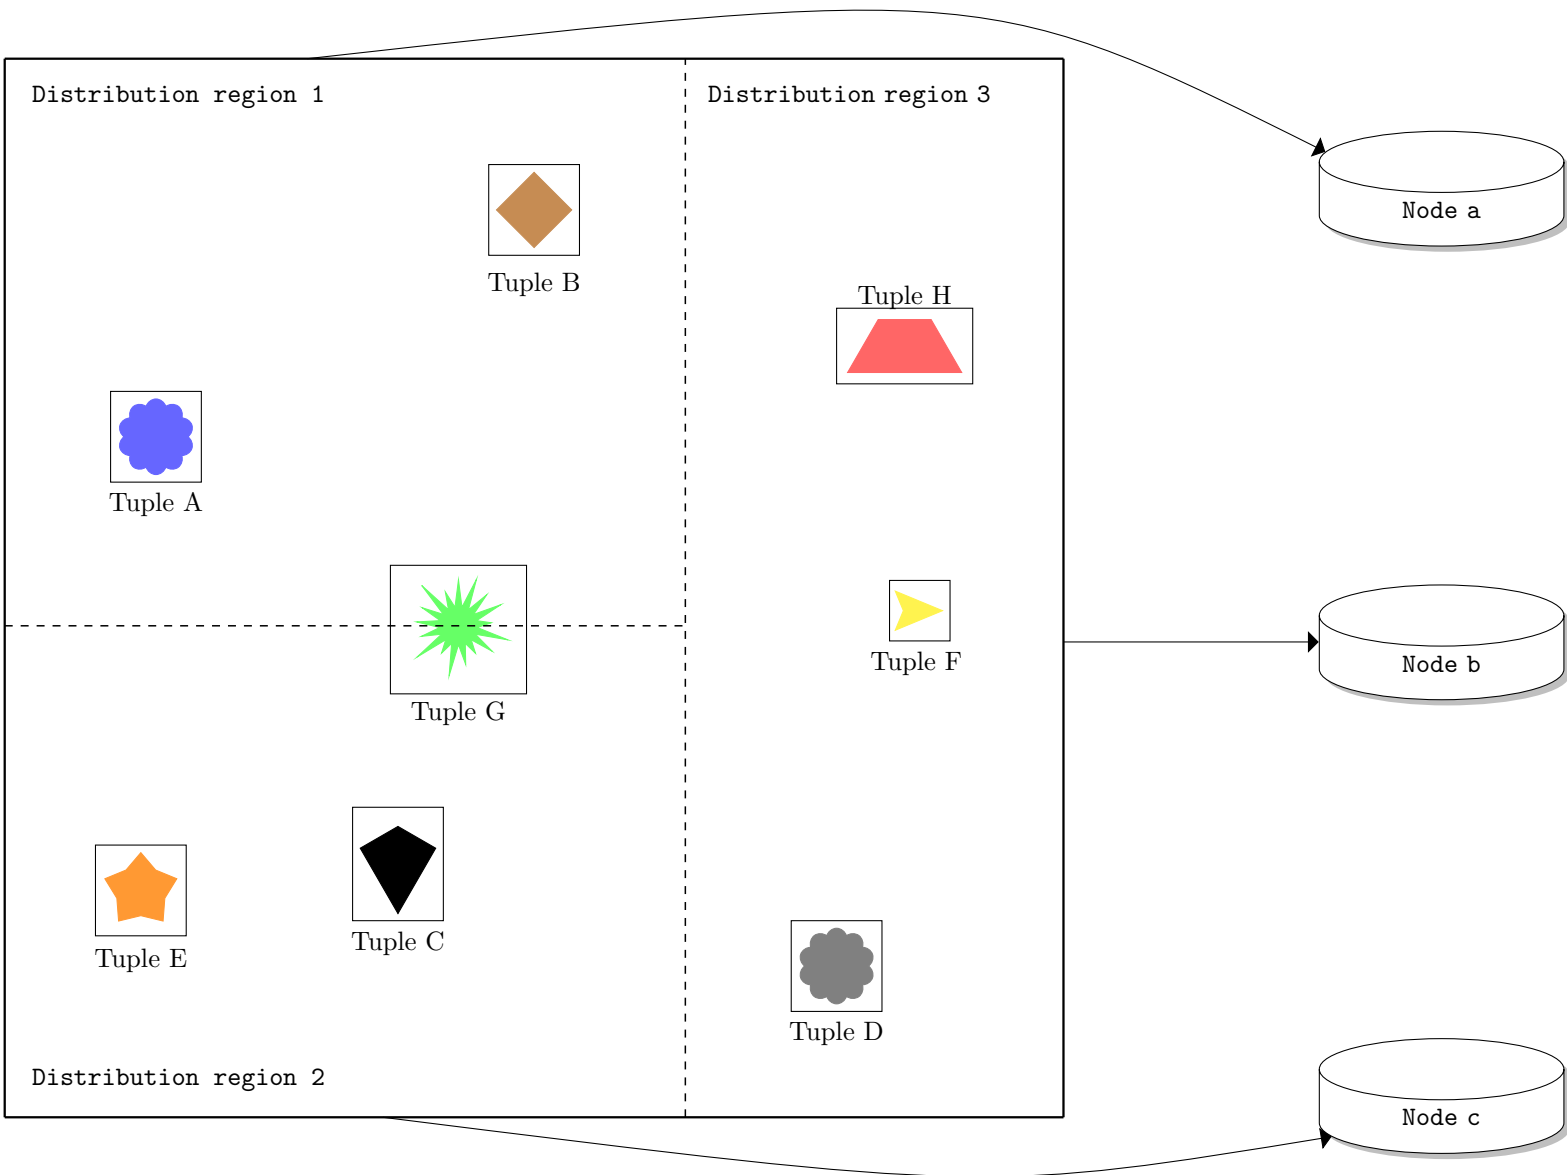 Distribution region 1
Distribution region 3
Tuple B
Node a
Tuple H
Tuple A
Tuple F
Node b
Tuple G
Tuple C
Tuple E
Tuple D
Distribution region 2
Node c